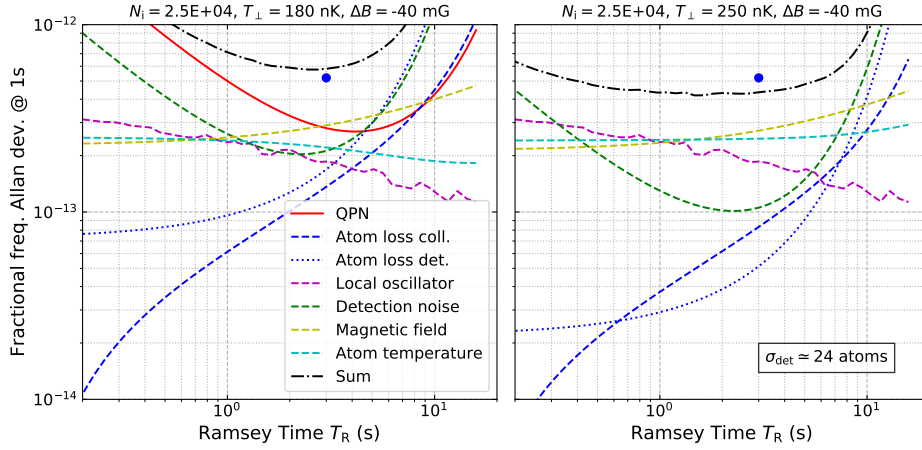 N_i = 2.5E+04, T_⊥ = 180 nK, ΔB = -40 mG
N_i = 2.5E+04, T_⊥ = 250 nK, ΔB = -40 mG
Fractional freq. Allan dev. @ 1s
10^{-12}
10^{-13}
10^{-14}
QPN
Atom loss coll.
Atom loss det.
Local oscillator
Detection noise
Magnetic field
Atom temperature
Sum
σ_det ≃ 24 atoms
10^0
10^1
10^0
10^1
Ramsey Time T_R (s)
Ramsey Time T_R (s)